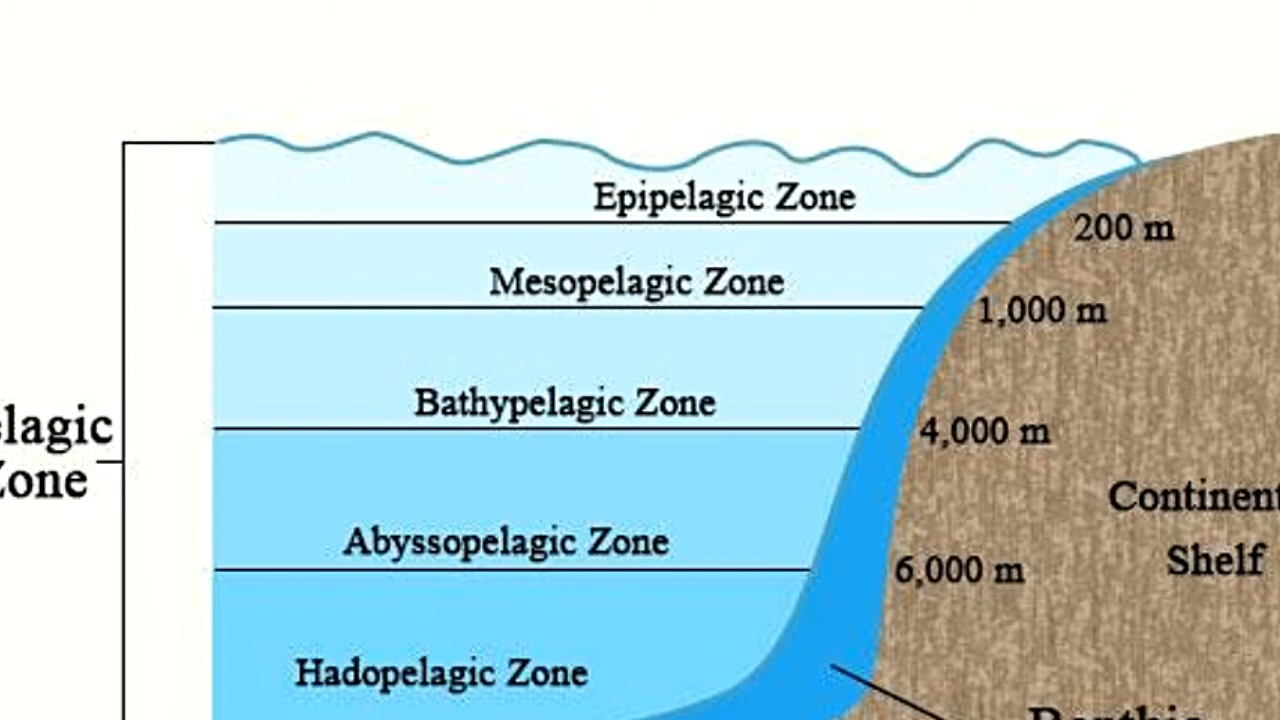 Epipelagic Zone
200 m
Mesopelagic Zone
1,000 m
Bathypelagic Zone
4,000 m
elagic
Zone
Continent
Shelf
Abyssopelagic Zone
6,000 m
Hadopelagic Zone